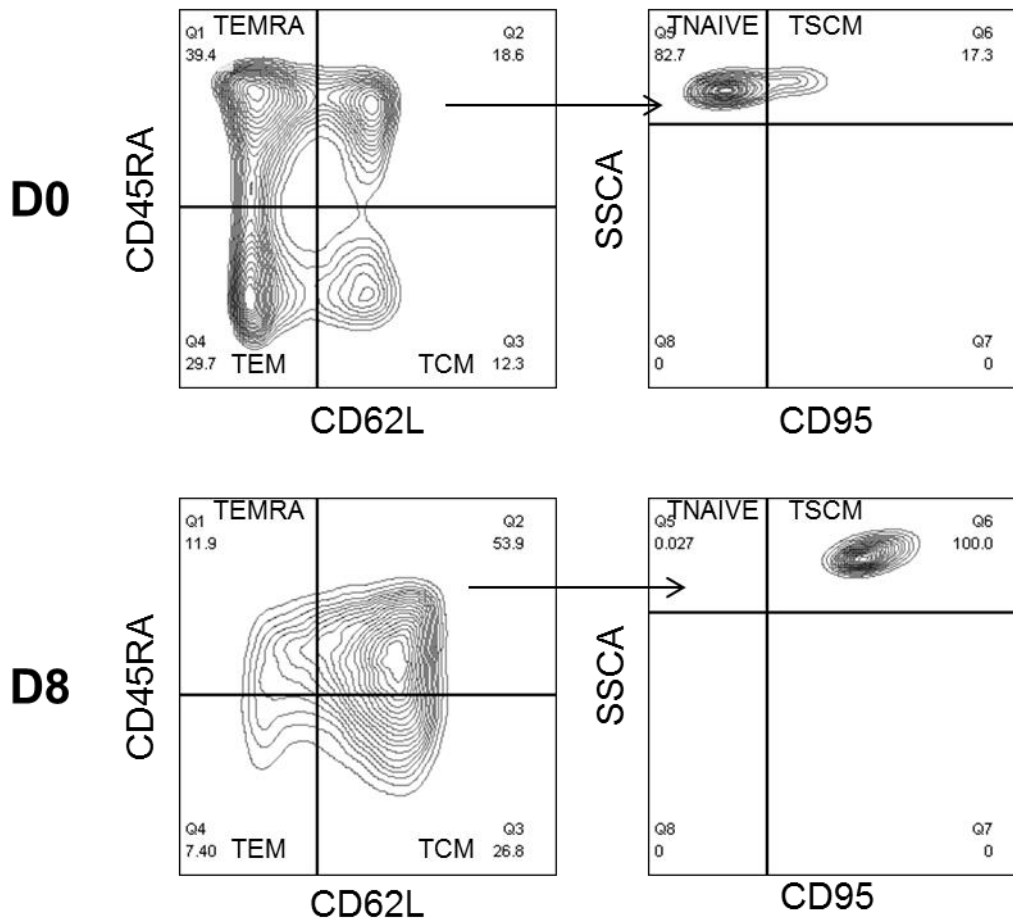 Q1 TEMRA Q2
39.4 18.6
Q5 TNAIVE TSCM Q6
82.7 17.3
D0
CD45RA
SSCA
Q4 Q3
29.7 TEM TCM 12.3
Q8 Q7
0 0
CD62L
CD95
Q1 TEMRA Q2
11.9 53.9
Q5 TNAIVE TSCM Q6
0.027 100.0
D8
CD45RA
SSCA
Q4 Q3
7.40 TEM TCM 26.8
Q8 Q7
0 0
CD62L
CD95